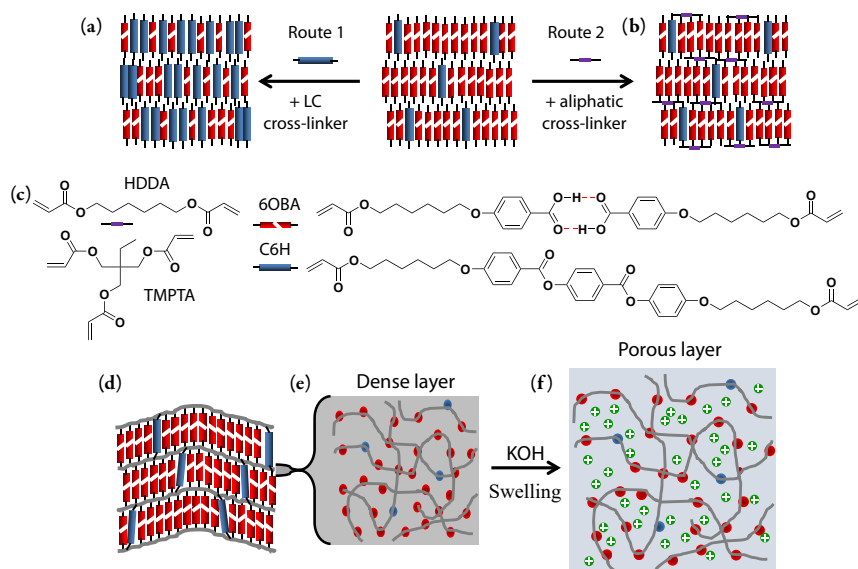 (a)
Route 1
+ LC
cross-linker
Route 2
+ aliphatic
cross-linker
(b)
(c)
HDDA
6OBA
C6H
TMPTA
O
O
O
O
O
O
O
O
O
O
O
O
O
O
H
O
O
H
O
O
O
O
O
O
O
O
O
O
O
O
O
(d)
(e)
Dense layer
KOH
Swelling
(f)
Porous layer